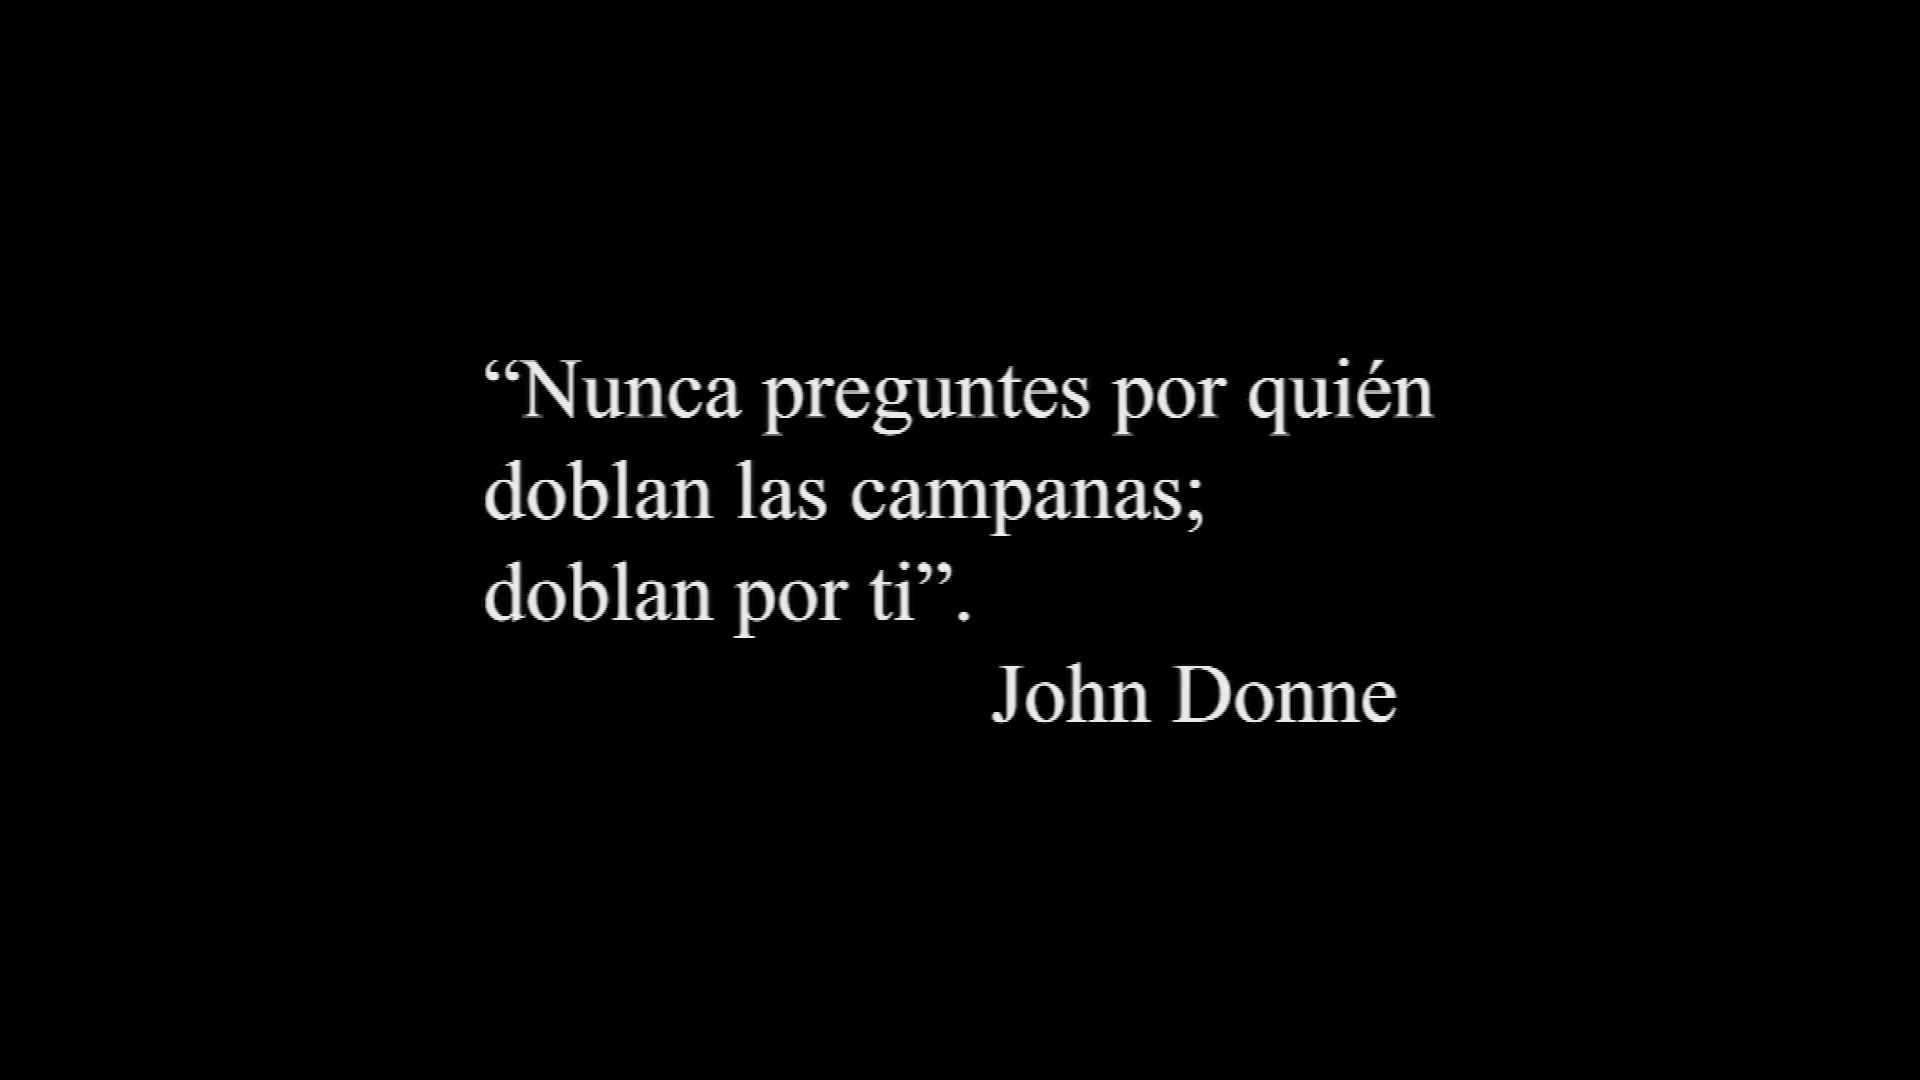 “Nunca preguntes por quién
doblan las campanas;
doblan por ti”.
John Donne